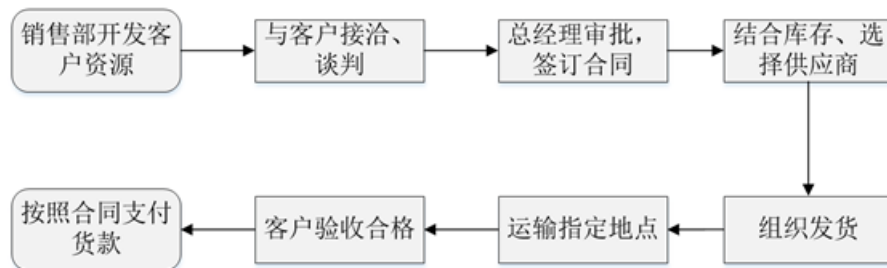 销售部开发客
户资源
与客户接洽、
谈判
总经理审批，
签订合同
结合库存、选
择供应商
组织发货
运输指定地点
客户验收合格
按照合同支付
货款